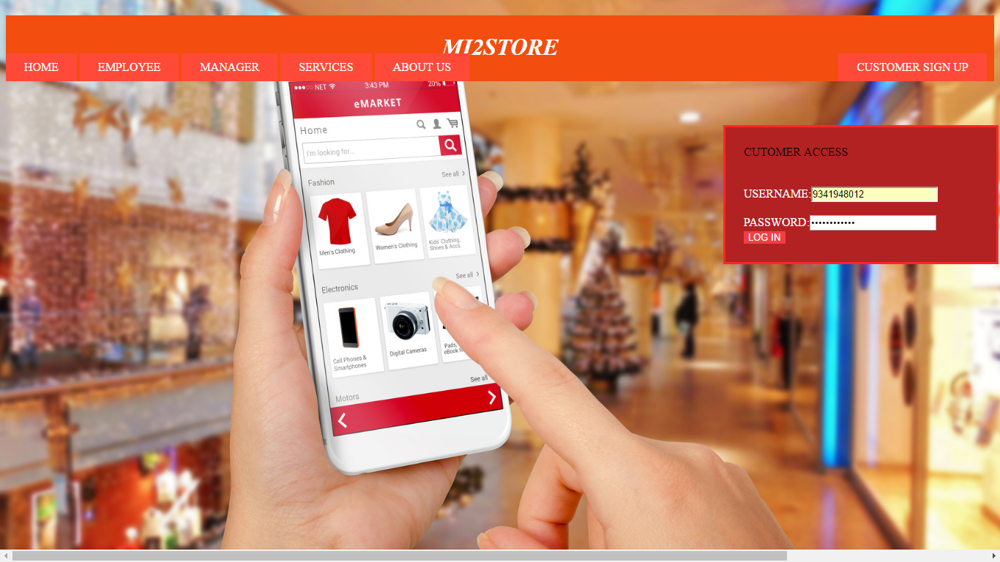 MI2STORE
HOME EMPLOYEE MANAGER SERVICES ABOUT US CUSTOMER SIGN UP
NET 3:43 PM 20%
eMARKET
Home
I'm looking for...
Fashion See all
Men's Clothing Women's Clothing Kids' Clothing, Shoes & Accs.
Electronics See all
Cell Phones & Smartphones Digital Cameras Pads, eBook R
See all
Motors
CUTOMER ACCESS
USERNAME:9341948012
PASSWORD:••••••••••••
LOG IN